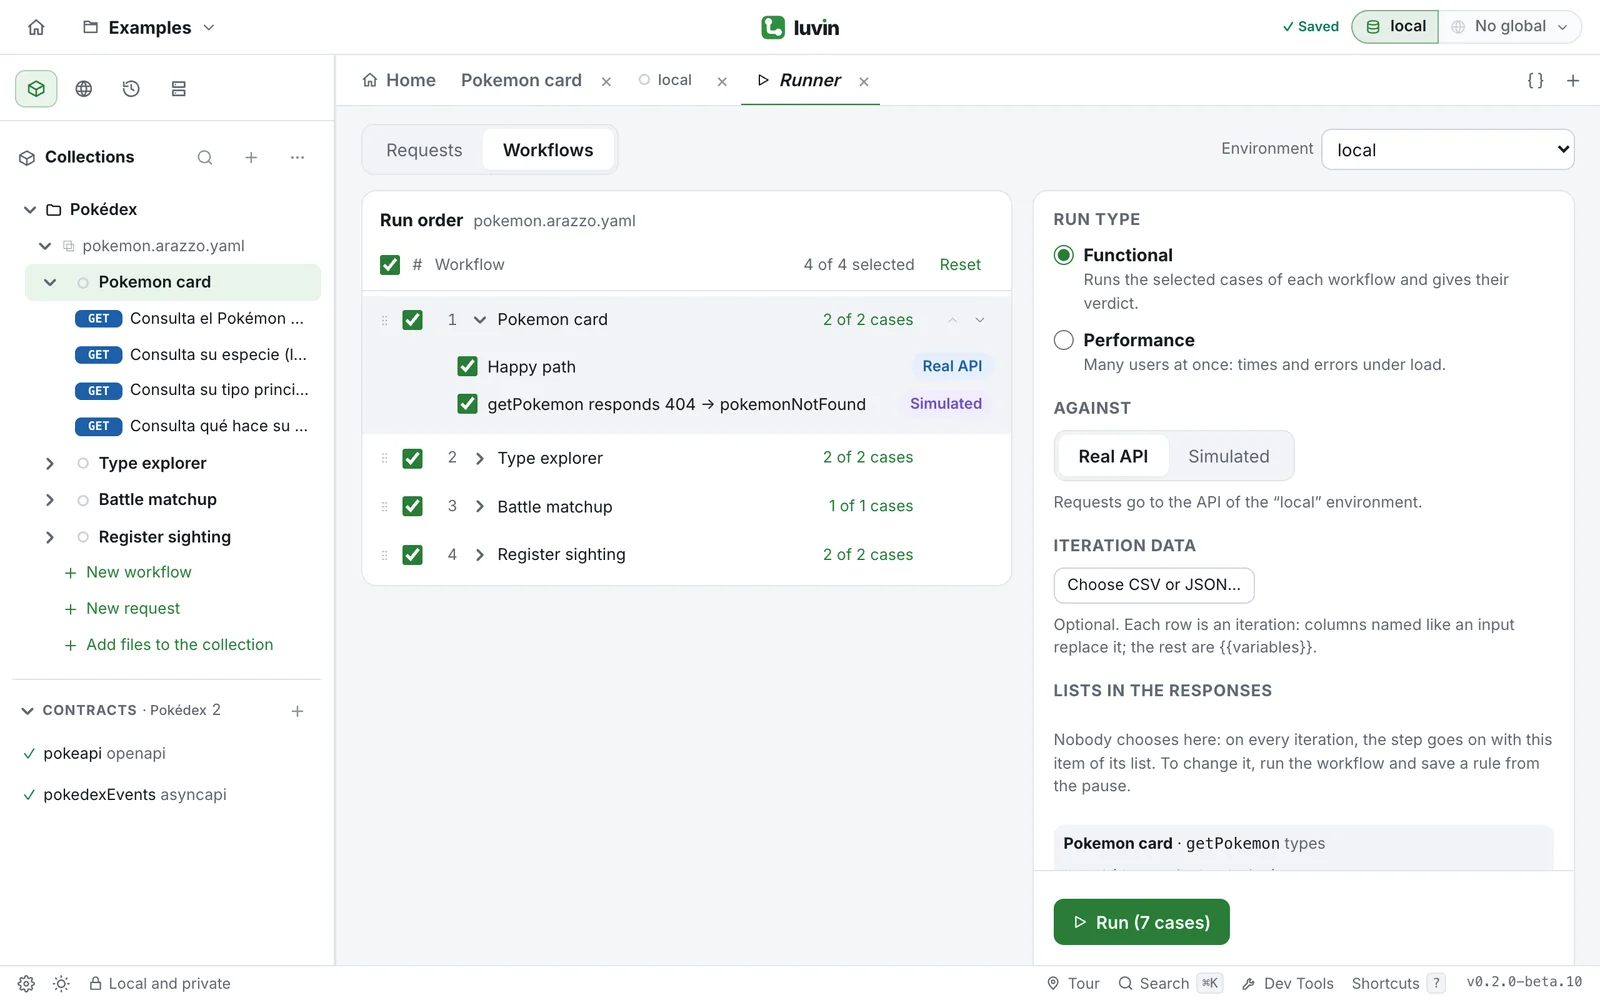 Examples
luvin
Saved
local
No global
Home
Pokemon card
local
Runner
{ }
Collections
Pokédex
pokemon.arazzo.yaml
Pokemon card
GET Consulta el Pokémon ...
GET Consulta su especie (l...
GET Consulta su tipo princi...
GET Consulta qué hace su ...
Type explorer
Battle matchup
Register sighting
+ New workflow
+ New request
+ Add files to the collection
CONTRACTS · Pokédex 2
pokeapi openapi
pokedexEvents asyncapi
Requests
Workflows
Environment
local
Run order pokemon.arazzo.yaml
# Workflow
4 of 4 selected
Reset
1 Pokemon card 2 of 2 cases
Happy path Real API
getPokemon responds 404 → pokemonNotFound Simulated
2 Type explorer 2 of 2 cases
3 Battle matchup 1 of 1 cases
4 Register sighting 2 of 2 cases
RUN TYPE
Functional
Runs the selected cases of each workflow and gives their
verdict.
Performance
Many users at once: times and errors under load.
AGAINST
Real API
Simulated
Requests go to the API of the “local” environment.
ITERATION DATA
Choose CSV or JSON...
Optional. Each row is an iteration: columns named like an input
replace it; the rest are {{variables}}.
LISTS IN THE RESPONSES
Nobody chooses here: on every iteration, the step goes on with this
item of its list. To change it, run the workflow and save a rule from
the pause.
Pokemon card · getPokemon types
Run (7 cases)
Local and private
Tour
Search ⌘K
Dev Tools
Shortcuts ?
v0.2.0-beta.10